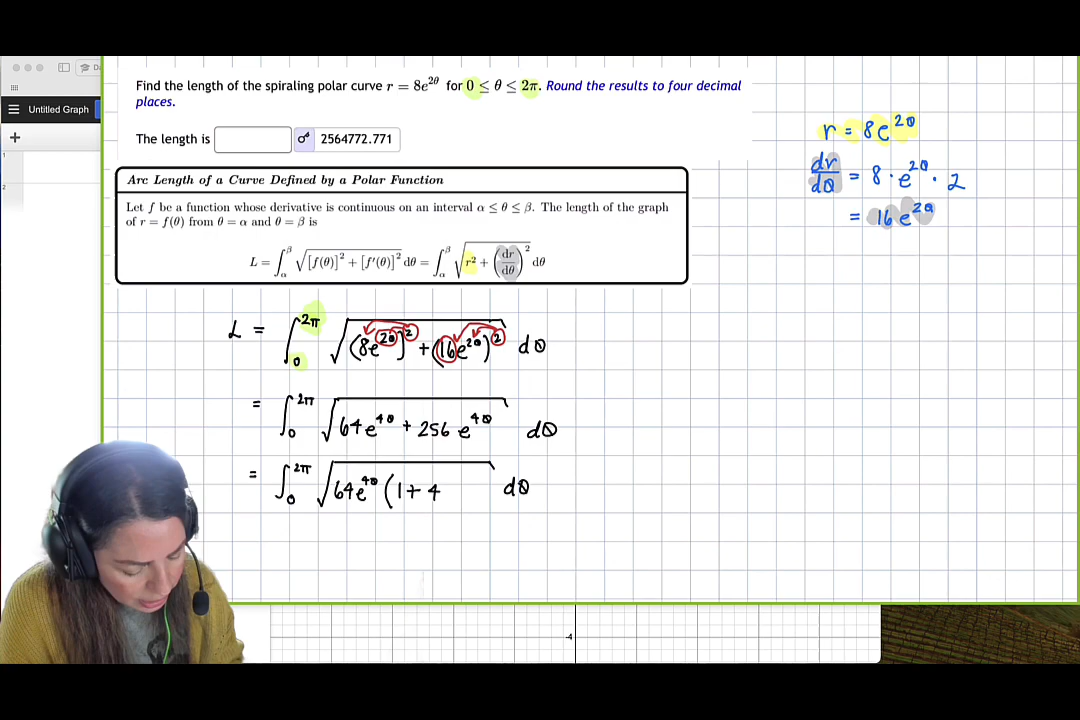 Find the length of the spiraling polar curve r = 8e^{2θ} for 0 ≤ θ ≤ 2π. Round the results to four decimal
places.
Untitled Graph
The length is
σ⁴ 2564772.771
1
2
Arc Length of a Curve Defined by a Polar Function
Let f be a function whose derivative is continuous on an interval α ≤ θ ≤ β. The length of the graph
of r = f(θ) from θ = α and θ = β is
L = ∫_α^β √([f(θ)]² + [f′(θ)]²) dθ = ∫_α^β √(r² + (dr/dθ)²) dθ
r = 8e^{2θ}
dr/dθ = 8 · e^{2θ} · 2
= 16e^{2θ}
L = ∫_0^{2π} √((8e^{2θ})² + (16e^{2θ})²) dθ
= ∫_0^{2π} √(64e^{4θ} + 256 e^{4θ}) dθ
= ∫_0^{2π} √(64e^{4θ} (1 + 4 dθ
-4